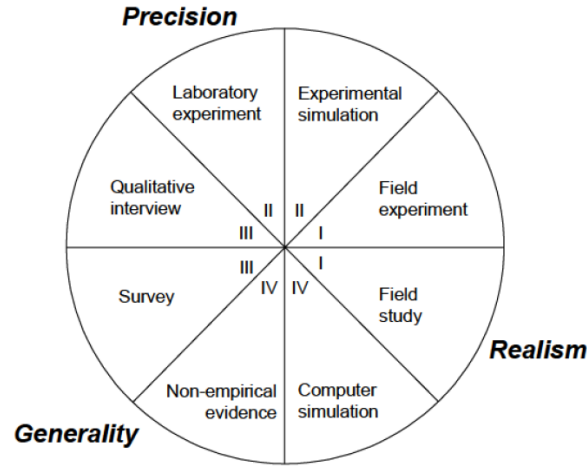 Precision
Laboratory
experiment
Experimental
simulation
Qualitative
interview
Field
experiment
II II
III I
III I
IV IV
Survey
Field
study
Realism
Non-empirical
evidence
Computer
simulation
Generality